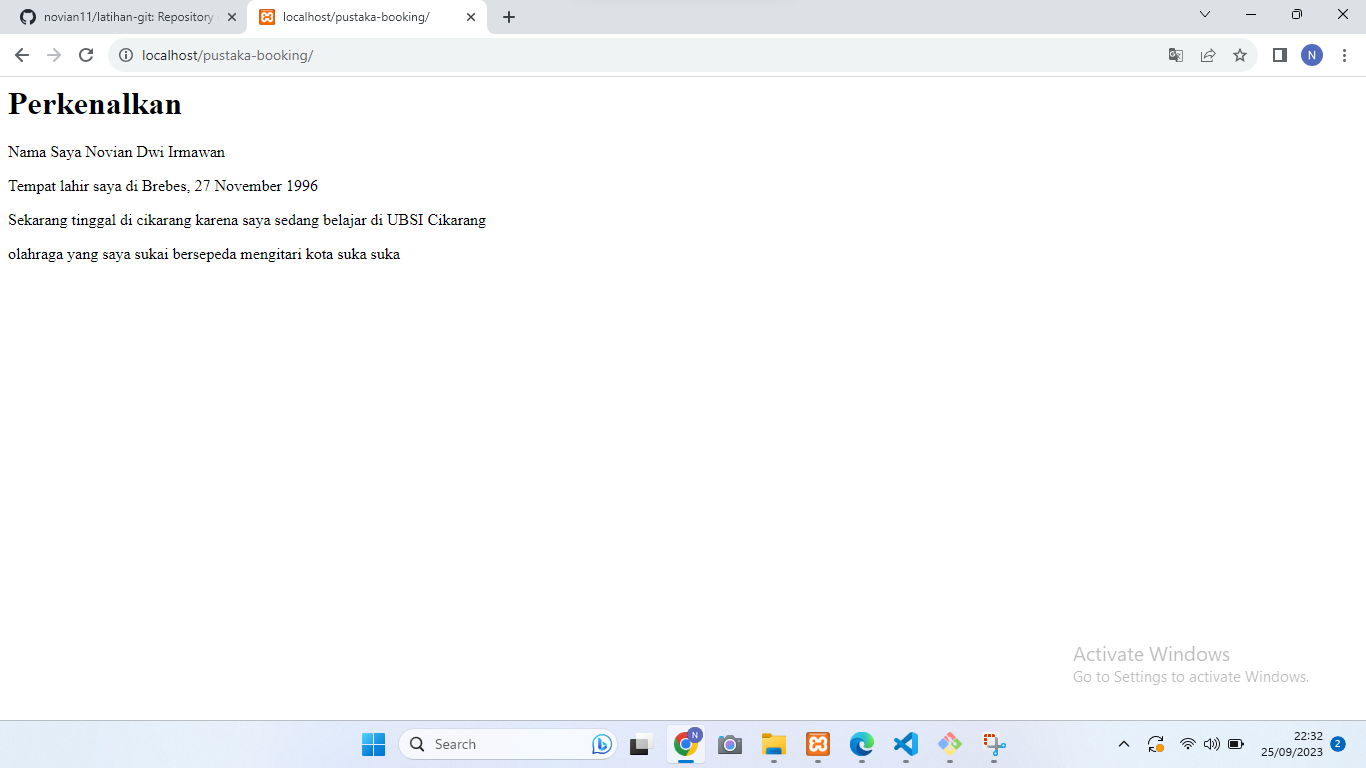 novian11/latihan-git: Repository
localhost/pustaka-booking/
localhost/pustaka-booking/
N
Perkenalkan
Nama Saya Novian Dwi Irmawan
Tempat lahir saya di Brebes, 27 November 1996
Sekarang tinggal di cikarang karena saya sedang belajar di UBSI Cikarang
olahraga yang saya sukai bersepeda mengitari kota suka suka
Activate Windows
Go to Settings to activate Windows.
Search
N
22:32
25/09/2023
2